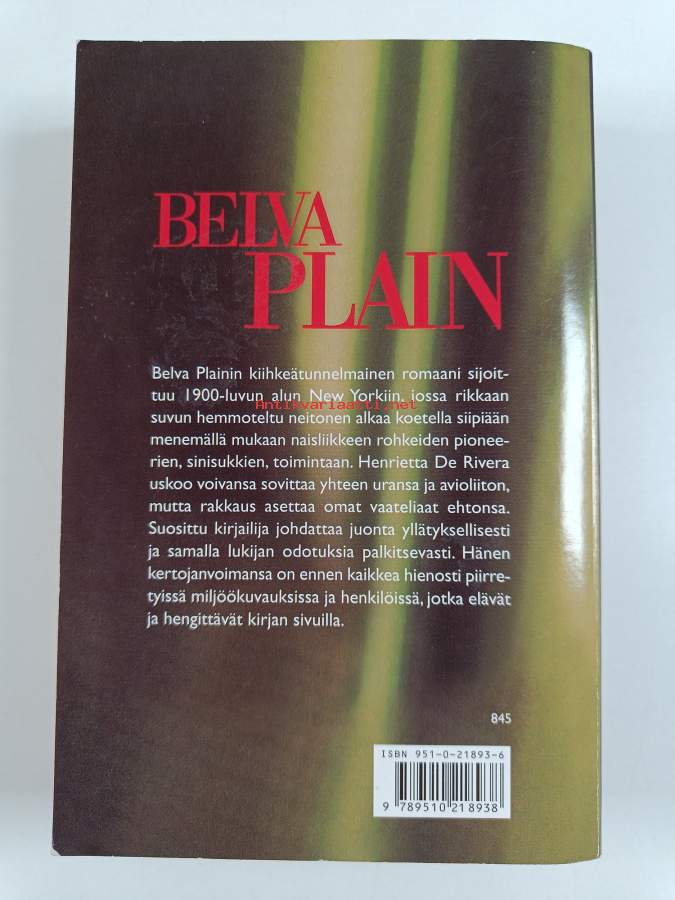 BELVA
PLAIN
Belva Plainin kiihkeätunnelmainen romaani sijoit-
tuu 1900-luvun alun New Yorkiin, jossa rikkaan
Antikvariaatti.net
suvun hemmoteltu neitonen alkaa koetella siipiään
menemällä mukaan naisliikkeen rohkeiden pionee-
rien, sinisukkien, toimintaan. Henrietta De Rivera
uskoo voivansa sovittaa yhteen uransa ja avioliiton,
mutta rakkaus asettaa omat vaateliaat ehtonsa.
Suosittu kirjailija johdattaa juonta yllätyksellisesti
ja samalla lukijan odotuksia palkitsevasti. Hänen
kertojanvoimansa on ennen kaikkea hienosti piirre-
tyissä miljöökuvauksissa ja henkilöissä, jotka elävät
ja hengittävät kirjan sivuilla.
845
ISBN 951-0-21893-6
9 789510 218938